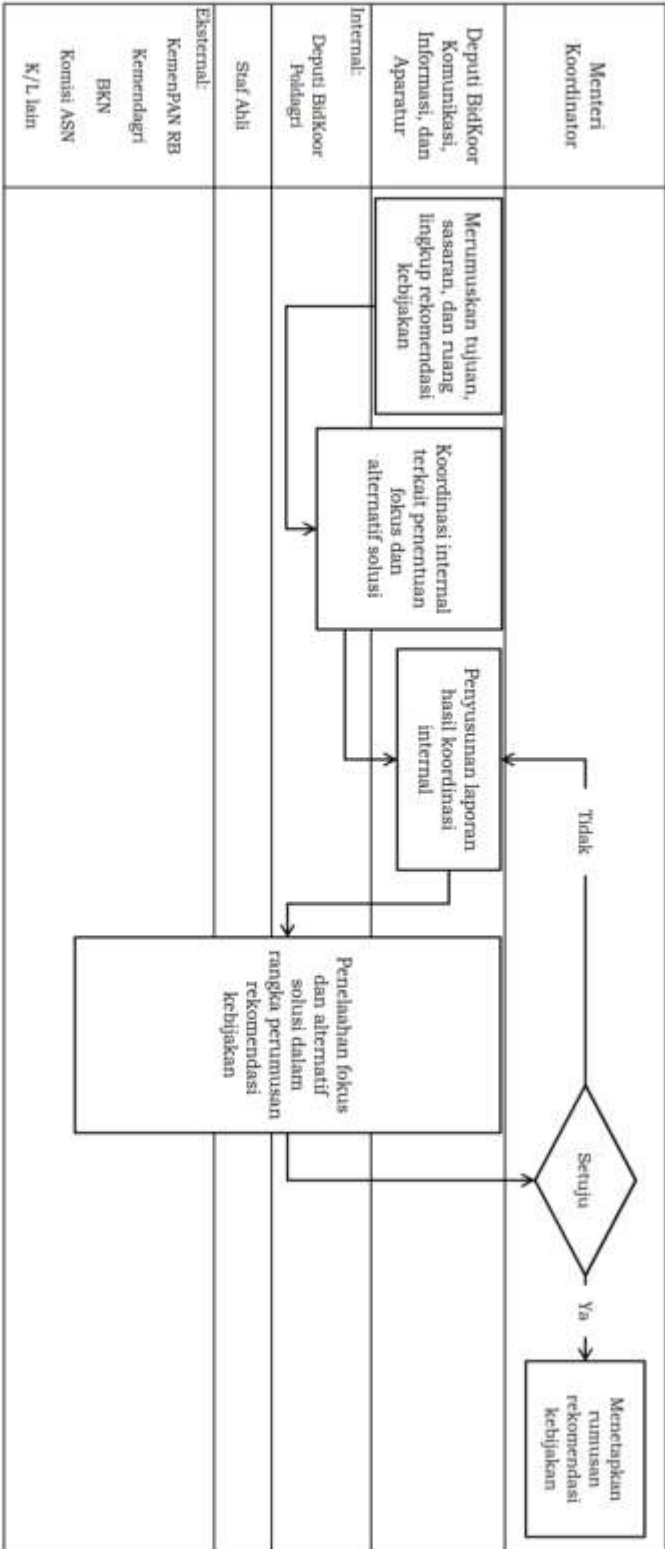 Menteri
Koordinator
Deputi BidKoor
Komunikasi,
Informasi, dan
Aparatur
Internal:
Deputi BidKoor
Poldagri
Staf Ahli
Eksternal:
KemenPAN RB
Kemendagri
BKN
Komisi ASN
K/L lain
Merumuskan tujuan,
sasaran, dan ruang
lingkup rekomendasi
kebijakan
Koordinasi internal
terkait penentuan
fokus dan
alternatif solusi
Penyusunan laporan
hasil koordinasi
internal
Tidak
Penelaahan fokus
dan alternatif
solusi dalam
rangka perumusan
rekomendasi
kebijakan
Setuju
Ya
Menetapkan
rumusan
rekomendasi
kebijakan